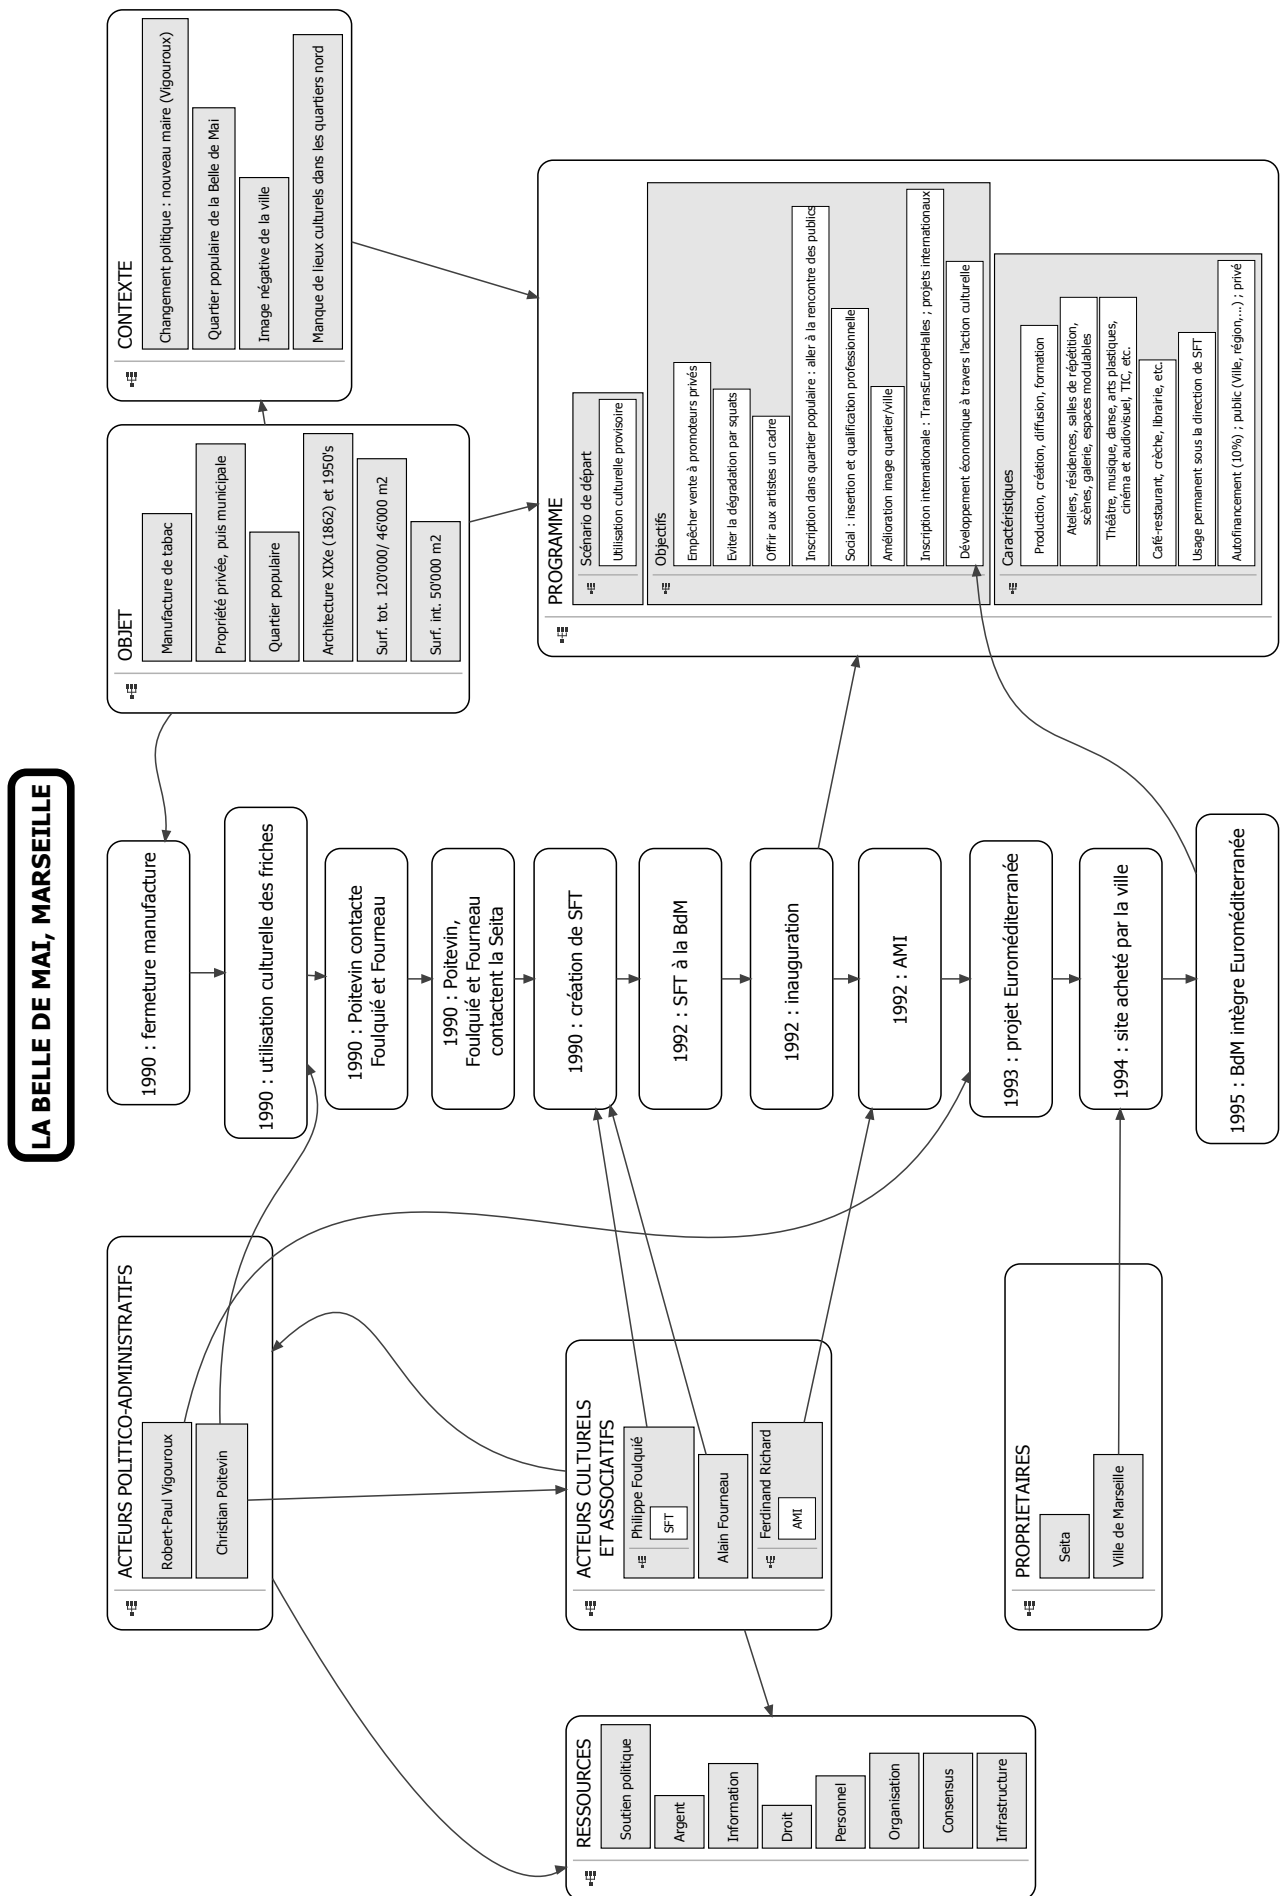 LA BELLE DE MAI, MARSEILLE
RESSOURCES
Soutien politique
Argent
Information
Droit
Personnel
Organisation
Consensus
Infrastructure
ACTEURS POLITICO-ADMINISTRATIFS
Robert-Paul Vigouroux
Christian Poitevin
ACTEURS CULTURELS
ET ASSOCIATIFS
Philippe Foulquié
SFT
Alain Fourneau
Ferdinand Richard
AMI
PROPRIETAIRES
Seita
Ville de Marseille
1990 : fermeture manufacture
1990 : utilisation culturelle des friches
1990 : Poitevin contacte
Foulquié et Fourneau
1990 : Poitevin,
Foulquié et Fourneau
contactent la Seita
1990 : création de SFT
1992 : SFT à la BdM
1992 : inauguration
1992 : AMI
1993 : projet Euroméditerranée
1994 : site acheté par la ville
1995 : BdM intègre Euroméditerranée
OBJET
Manufacture de tabac
Propriété privée, puis municipale
Quartier populaire
Architecture XIXe (1862) et 1950's
Surf. tot. 120'000/ 46'000 m2
Surf. int. 50'000 m2
CONTEXTE
Changement politique : nouveau maire (Vigouroux)
Quartier populaire de la Belle de Mai
Image négative de la ville
Manque de lieux culturels dans les quartiers nord
PROGRAMME
Scénario de départ
Utilisation culturelle provisoire
Objectifs
Empêcher vente à promoteurs privés
Eviter la dégradation par squats
Offrir aux artistes un cadre
Inscription dans quartier populaire : aller à la rencontre des publics
Social : insertion et qualification professionnelle
Amélioration image quartier/ville
Inscription internationale : TransEuropeHalles ; projets internationaux
Développement économique à travers l'action culturelle
Caractéristiques
Production, création, diffusion, formation
Ateliers, résidences, salles de répétition,
scènes, galerie, espaces modulables
Théâtre, musique, danse, arts plastiques,
cinéma et audiovisuel, TIC, etc.
Café-restaurant, crèche, librairie, etc.
Usage permanent sous la direction de SFT
Autofinancement (10%) ; public (Ville, région,...) ; privé